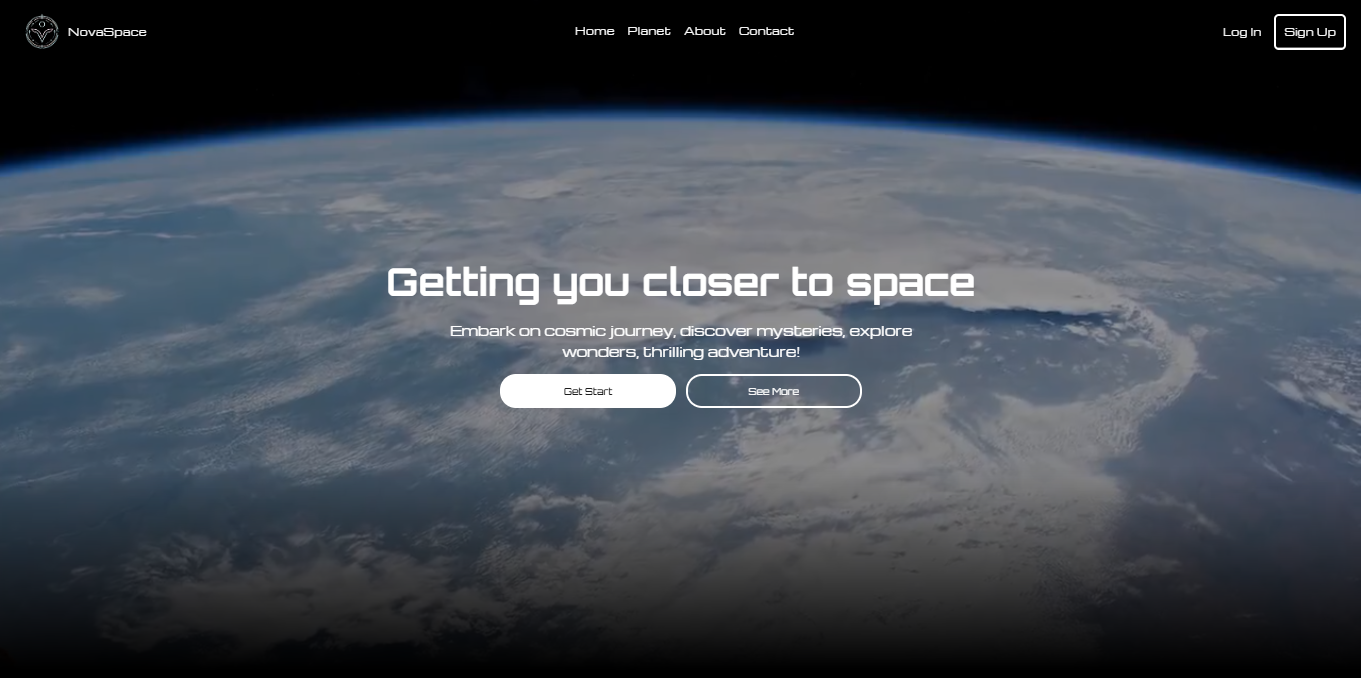 NovaSpace
Home Planet About Contact
Log In
Sign Up
Getting you closer to space
Embark on cosmic journey, discover mysteries, explore
wonders, thrilling adventure!
Get Start
See More